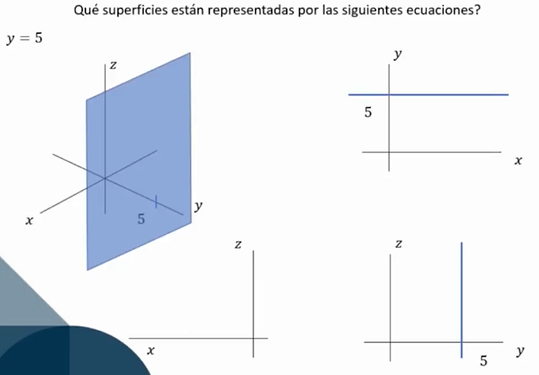 Qué superficies están representadas por las siguientes ecuaciones?
y = 5
z
x
5
y
y
5
x
z
x
z
5
y